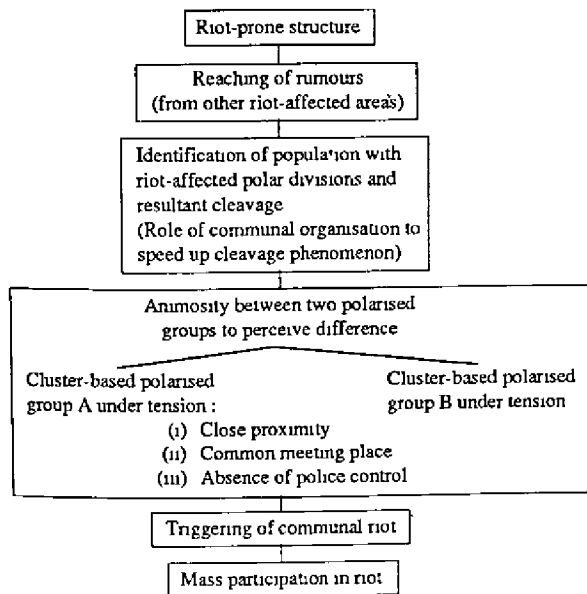 Riot-prone structure
Reaching of rumours
(from other riot-affected areas)
Identification of population with
riot-affected polar divisions and
resultant cleavage
(Role of communal organisation to
speed up cleavage phenomenon)
Animosity between two polarised
groups to perceive difference
Cluster-based polarised
group A under tension :
(i) Close proximity
(ii) Common meeting place
(iii) Absence of police control
Cluster-based polarised
group B under tension
Triggering of communal riot
Mass participation in riot